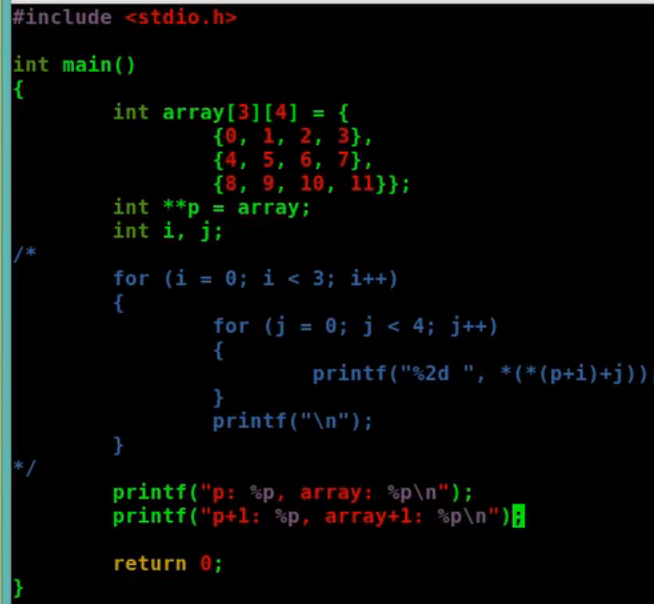 #include <stdio.h>
int main()
{
int array[3][4] = {
{0, 1, 2, 3},
{4, 5, 6, 7},
{8, 9, 10, 11}};
int **p = array;
int i, j;
/*
for (i = 0; i < 3; i++)
{
for (j = 0; j < 4; j++)
{
printf("%2d ", *(*(p+i)+j));
}
printf("\n");
}
*/
printf("p: %p, array: %p\n");
printf("p+1: %p, array+1: %p\n");
return 0;
}